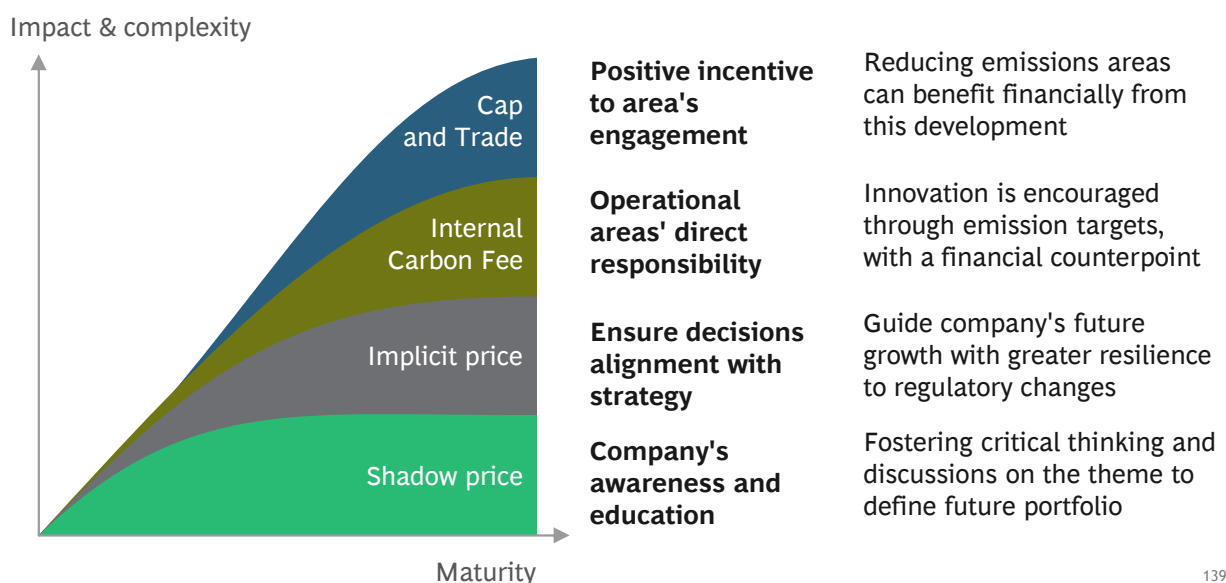 Impact & complexity
Cap
and Trade
Positive incentive
to area's
engagement
Reducing emissions areas
can benefit financially from
this development
Internal
Carbon Fee
Operational
areas' direct
responsibility
Innovation is encouraged
through emission targets,
with a financial counterpoint
Implicit price
Ensure decisions
alignment with
strategy
Guide company's future
growth with greater resilience
to regulatory changes
Shadow price
Company's
awareness and
education
Fostering critical thinking and
discussions on the theme to
define future portfolio
Maturity
139